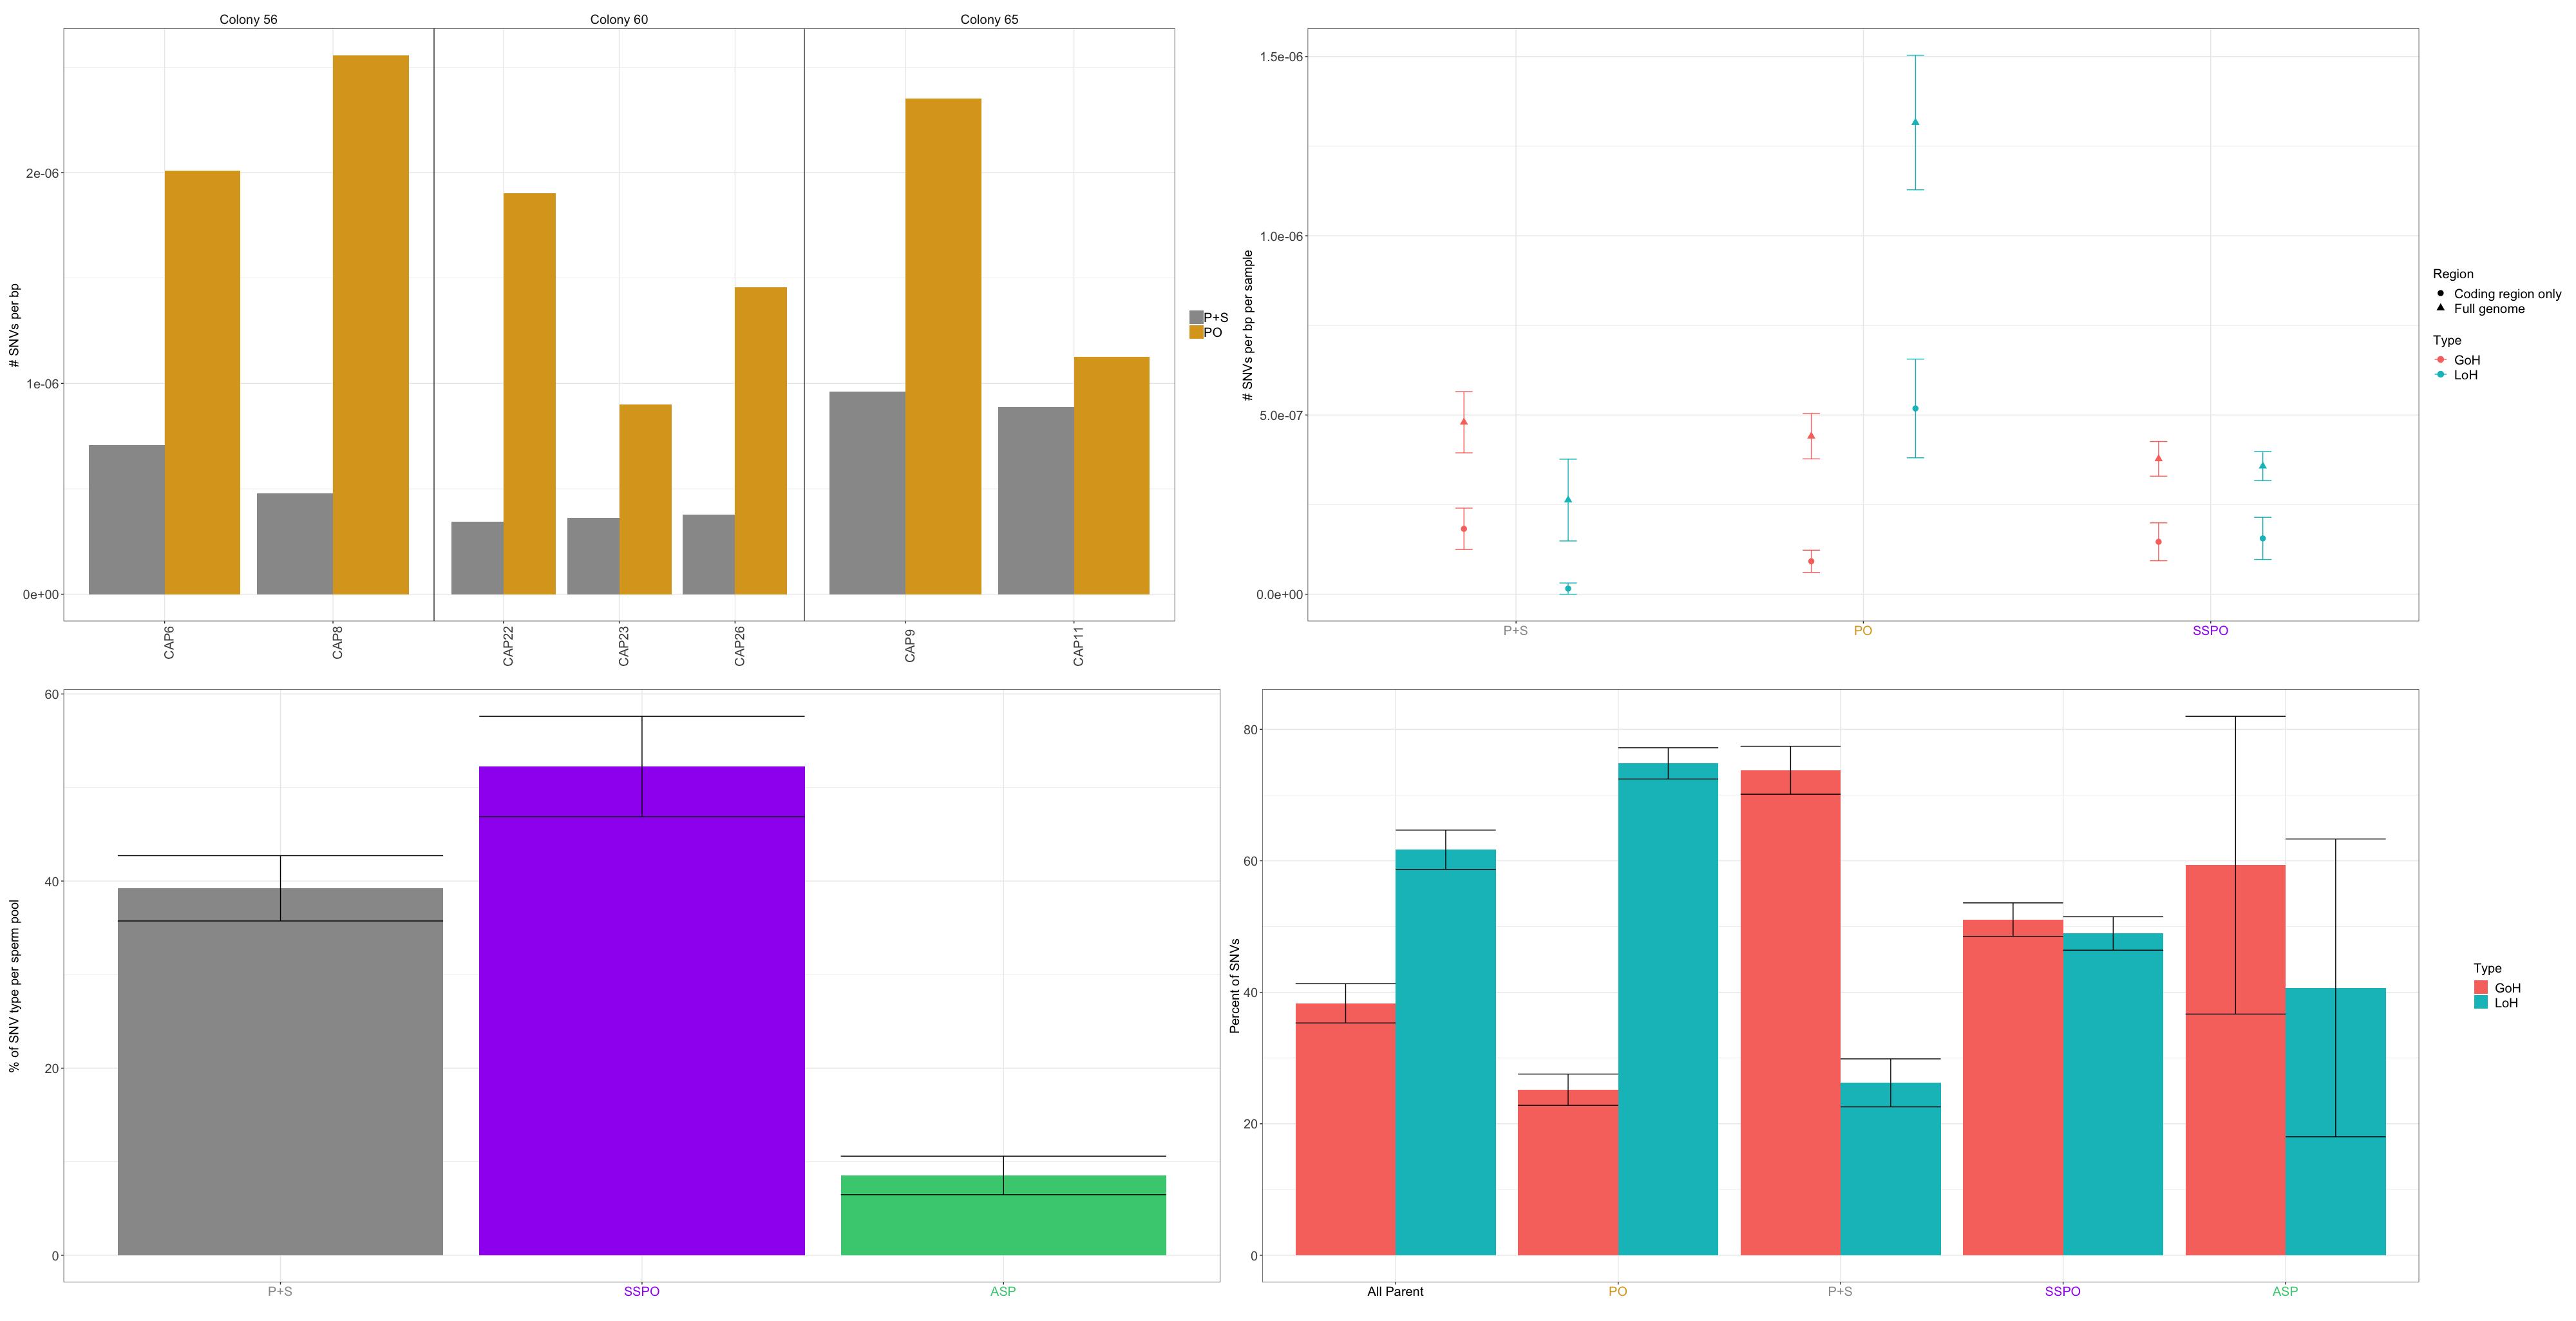 Colony 56 Colony 60 Colony 65
# SNVs per bp
2e-06
1e-06
0e+00
CAP6 CAP8 CAP22 CAP23 CAP26 CAP9 CAP11
P+S
PO
# SNVs per bp per sample
1.5e-06
1.0e-06
5.0e-07
0.0e+00
P+S PO SSPO
Region
Coding region only
Full genome
Type
GoH
LoH
% of SNV type per sperm pool
60
40
20
0
P+S SSPO ASP
Percent of SNVs
80
60
40
20
0
All Parent PO P+S SSPO ASP
Type
GoH
LoH